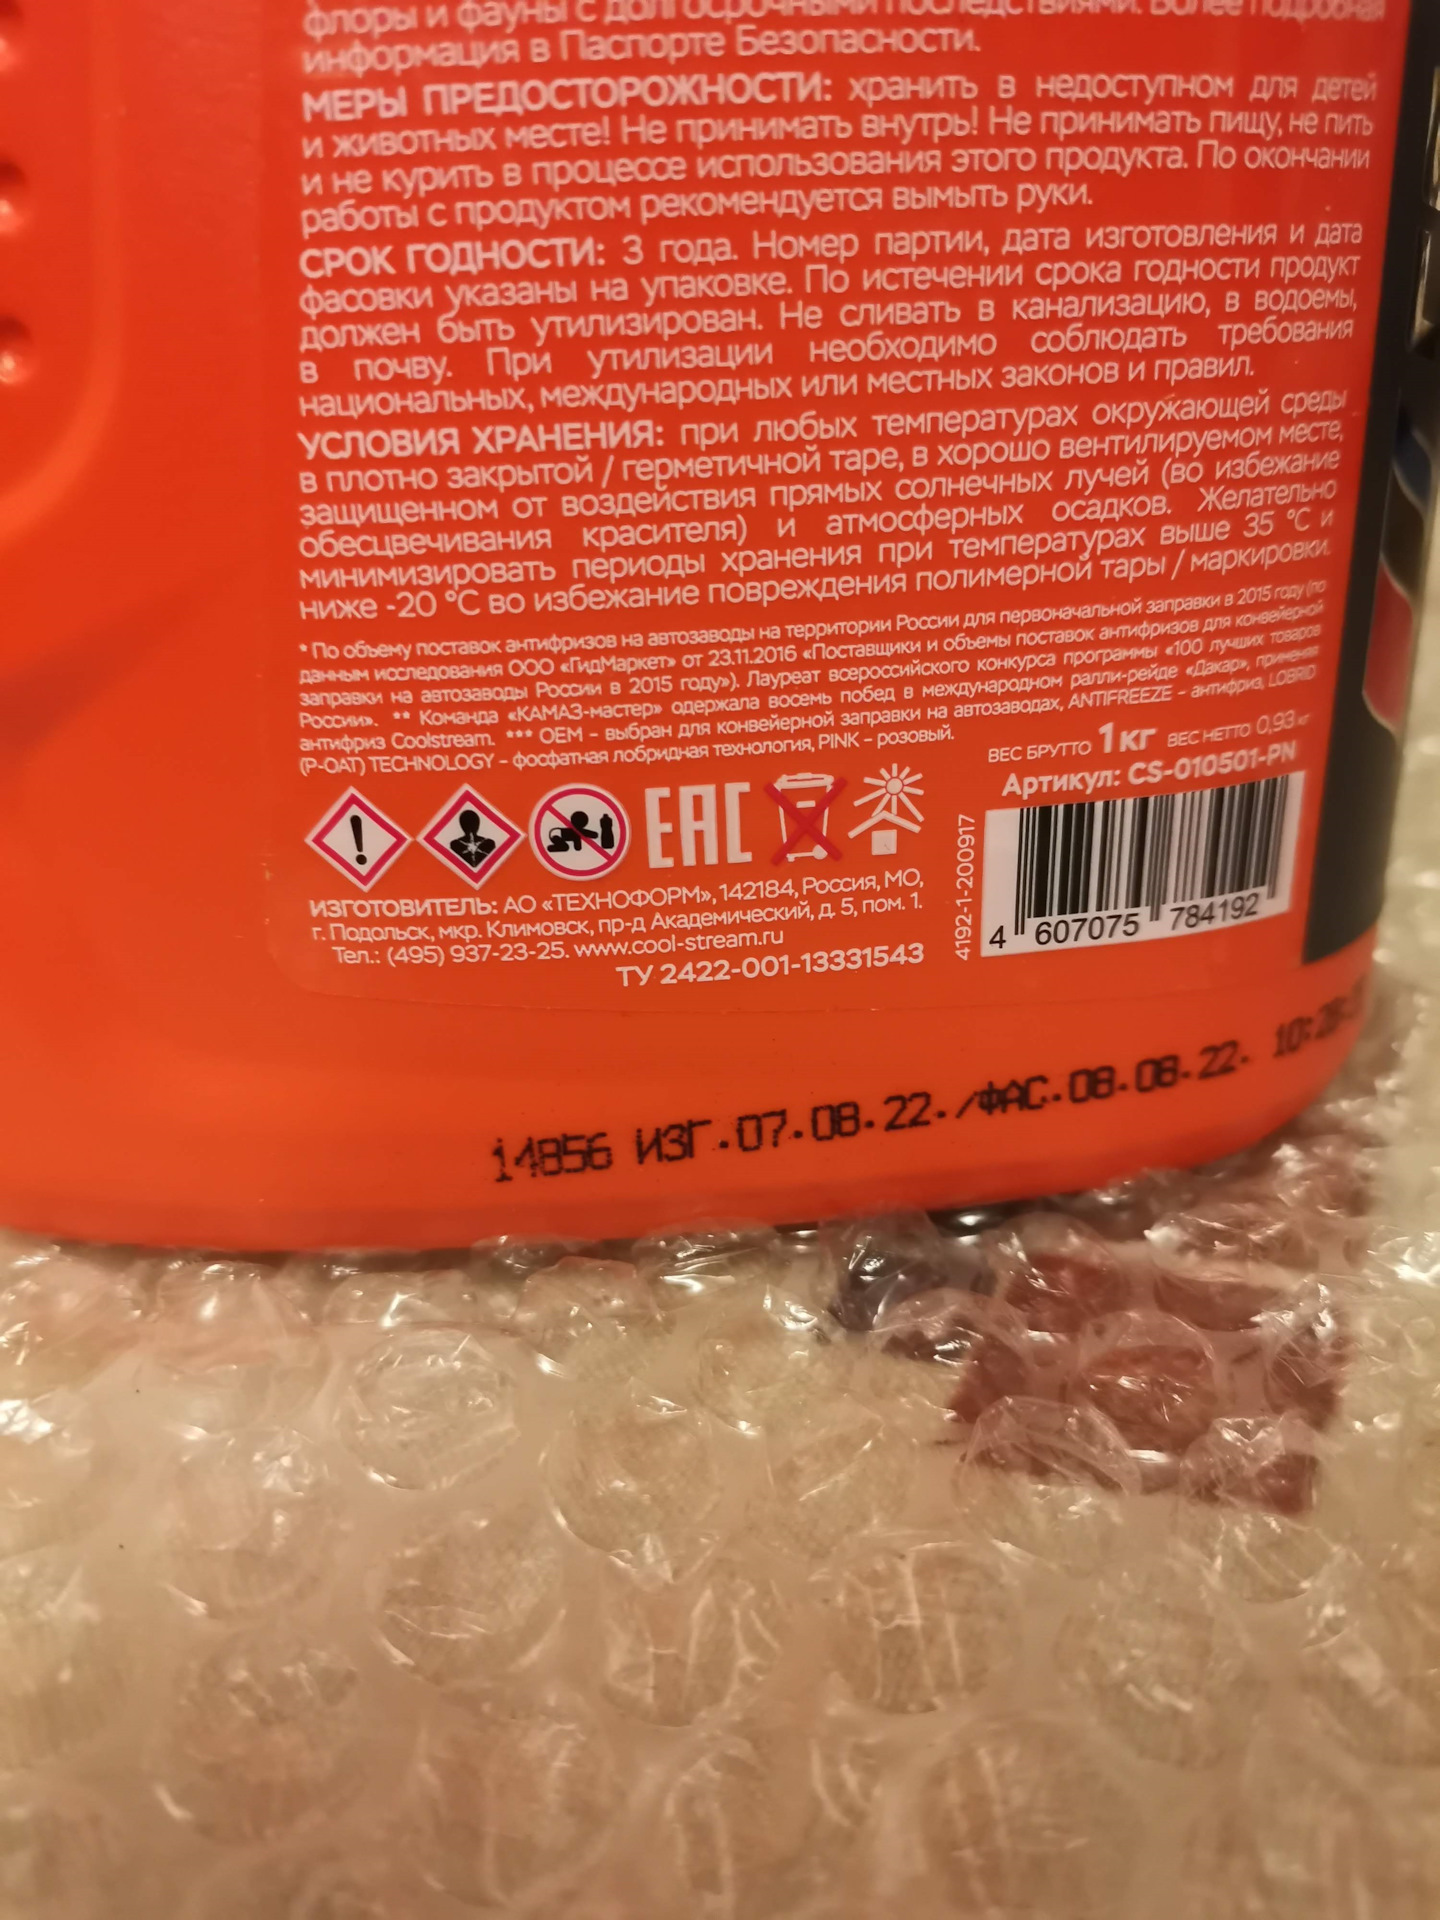 флоры и фауны с долгосрочными последствиями. Более подробная
информация в Паспорте Безопасности.
МЕРЫ ПРЕДОСТОРОЖНОСТИ: хранить в недоступном для детей
и животных месте! Не принимать внутрь! Не принимать пищу, не пить
и не курить в процессе использования этого продукта. По окончании
работы с продуктом рекомендуется вымыть руки.
СРОК ГОДНОСТИ: 3 года. Номер партии, дата изготовления и дата
фасовки указаны на упаковке. По истечении срока годности продукт
должен быть утилизирован. Не сливать в канализацию, в водоемы,
в почву. При утилизации необходимо соблюдать требования
национальных, международных или местных законов и правил.
УСЛОВИЯ ХРАНЕНИЯ: при любых температурах окружающей среды
в плотно закрытой / герметичной таре, в хорошо вентилируемом месте,
защищенном от воздействия прямых солнечных лучей (во избежание
обесцвечивания красителя) и атмосферных осадков. Желательно
минимизировать периоды хранения при температурах выше 35 °С и
ниже -20 °С во избежание повреждения полимерной тары / маркировки.
* По объему поставок антифризов на автозаводы на территории России для первоначальной заправки в 2015 году (по
данным исследования ООО «ГидМаркет» от 23.11.2016 «Поставщики и объемы поставок антифризов для конвейерной
заправки на автозаводы России в 2015 году»). Лауреат всероссийского конкурса программы «100 лучших товаров
России». ** Команда «КАМАЗ-мастер» одержала восемь побед в международном ралли-рейде «Дакар», применяя
антифриз Coolstream. *** OEM – выбран для конвейерной заправки на автозаводах, ANTIFREEZE – антифриз, LOBRID
(P-OAT) TECHNOLOGY – фосфатная лобридная технология, PINK – розовый.
ВЕС БРУТТО 1кг ВЕС НЕТТО 0,93 кг
Артикул: CS-010501-PN
EAC
4192-1-200917
4 607075 784192
ИЗГОТОВИТЕЛЬ: АО «ТЕХНОФОРМ», 142184, Россия, МО,
г. Подольск, мкр. Климовск, пр-д Академический, д. 5, пом. 1.
Тел.: (495) 937-23-25. www.cool-stream.ru
ТУ 2422-001-13331543
14856 ИЗГ.07.08.22./ФАС.08.08.22.